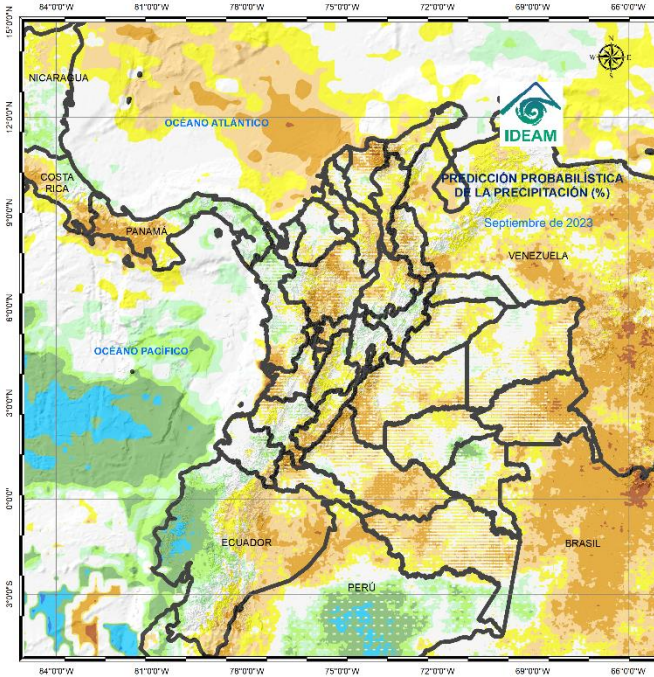 84°0'0"W 81°0'0"W 78°0'0"W 75°0'0"W 72°0'0"W 69°0'0"W 66°0'0"W
15°0'0"N
12°0'0"N
9°0'0"N
6°0'0"N
3°0'0"N
0°0'0"
3°0'0"S
N
W E
NICARAGUA
OCÉANO ATLÁNTICO
IDEAM
COSTA
RICA
PREDICCIÓN PROBABILÍSTICA
DE LA PRECIPITACIÓN (%)
Septiembre de 2023
PANAMÁ
VENEZUELA
OCÉANO PACÍFICO
ECUADOR
BRASIL
PERÚ
84°0'0"W 81°0'0"W 78°0'0"W 75°0'0"W 72°0'0"W 69°0'0"W 66°0'0"W